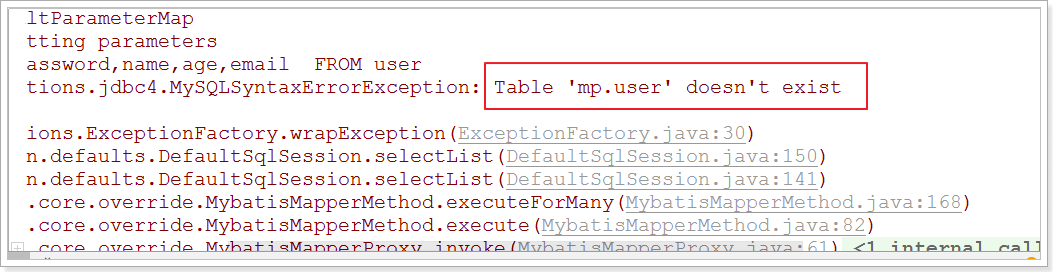 ltParameterMap
tting parameters
assword,name,age,email  FROM user
tions.jdbc4.MySQLSyntaxErrorException: Table 'mp.user' doesn't exist
ions.ExceptionFactory.wrapException(ExceptionFactory.java:30)
n.defaults.DefaultSqlSession.selectList(DefaultSqlSession.java:150)
n.defaults.DefaultSqlSession.selectList(DefaultSqlSession.java:141)
.core.override.MybatisMapperMethod.executeForMany(MybatisMapperMethod.java:168)
.core.override.MybatisMapperMethod.execute(MybatisMapperMethod.java:82)
.core.override.MybatisMapperProxy.invoke(MybatisMapperProxy.java:61) <1 internal call